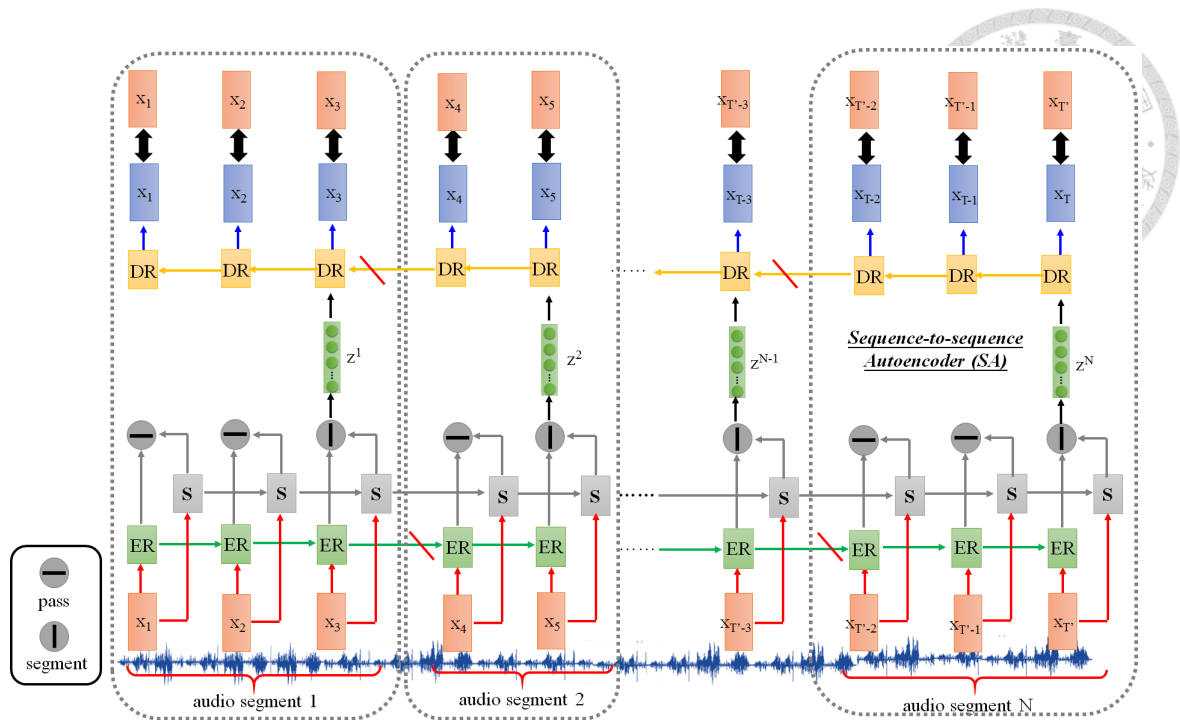 x1 x2 x3 x4 x5 xT'-3 xT'-2 xT'-1 xT'
x1 x2 x3 x4 x5 xT-3 xT-2 xT-1 xT
DR DR DR DR DR ...... DR DR DR DR
z1 z2 zN-1 zN
Sequence-to-sequence
Autoencoder (SA)
S S S S S ...... S S S S
ER ER ER ER ER ...... ER ER ER ER
x1 x2 x3 x4 x5 xT'-3 xT'-2 xT'-1 xT'
pass
segment
audio segment 1 audio segment 2 audio segment N